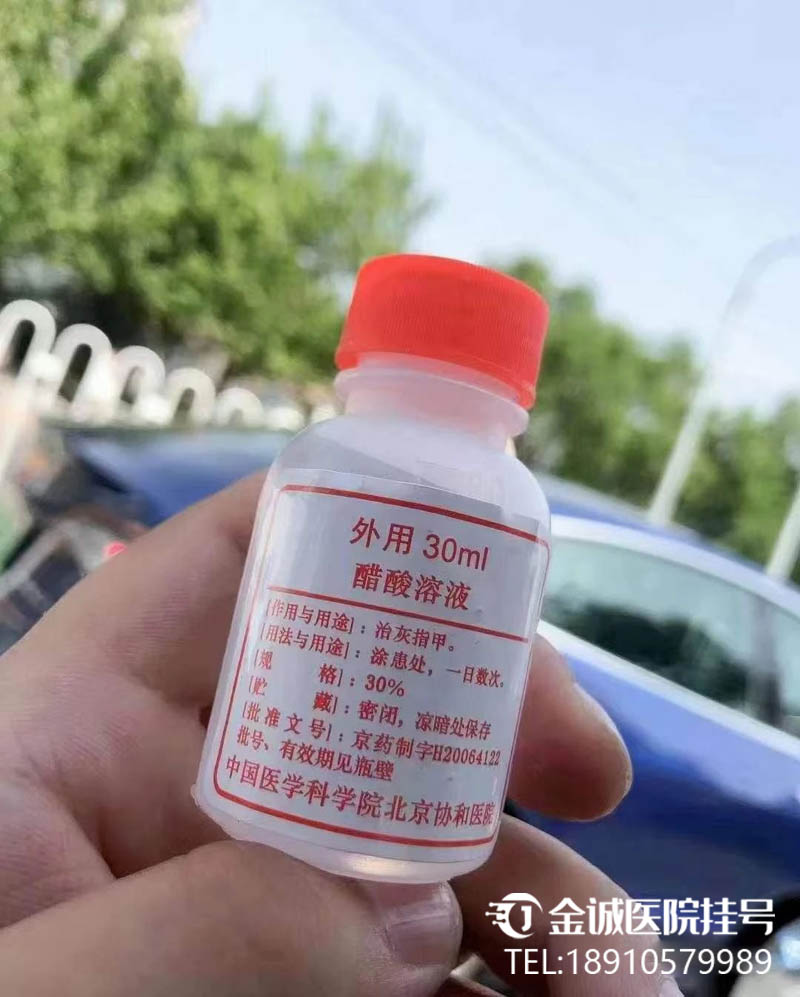 外用 30ml
醋酸溶液
[作用与用途]：治灰指甲。
[用法与用途]：涂患处，一日数次。
[规 格]：30%
[贮 藏]：密闭，凉暗处保存
[批准文号]：京药制字H20064122
批号、有效期见瓶壁
中国医学科学院北京协和医院
金诚医院挂号
TEL:18910579989